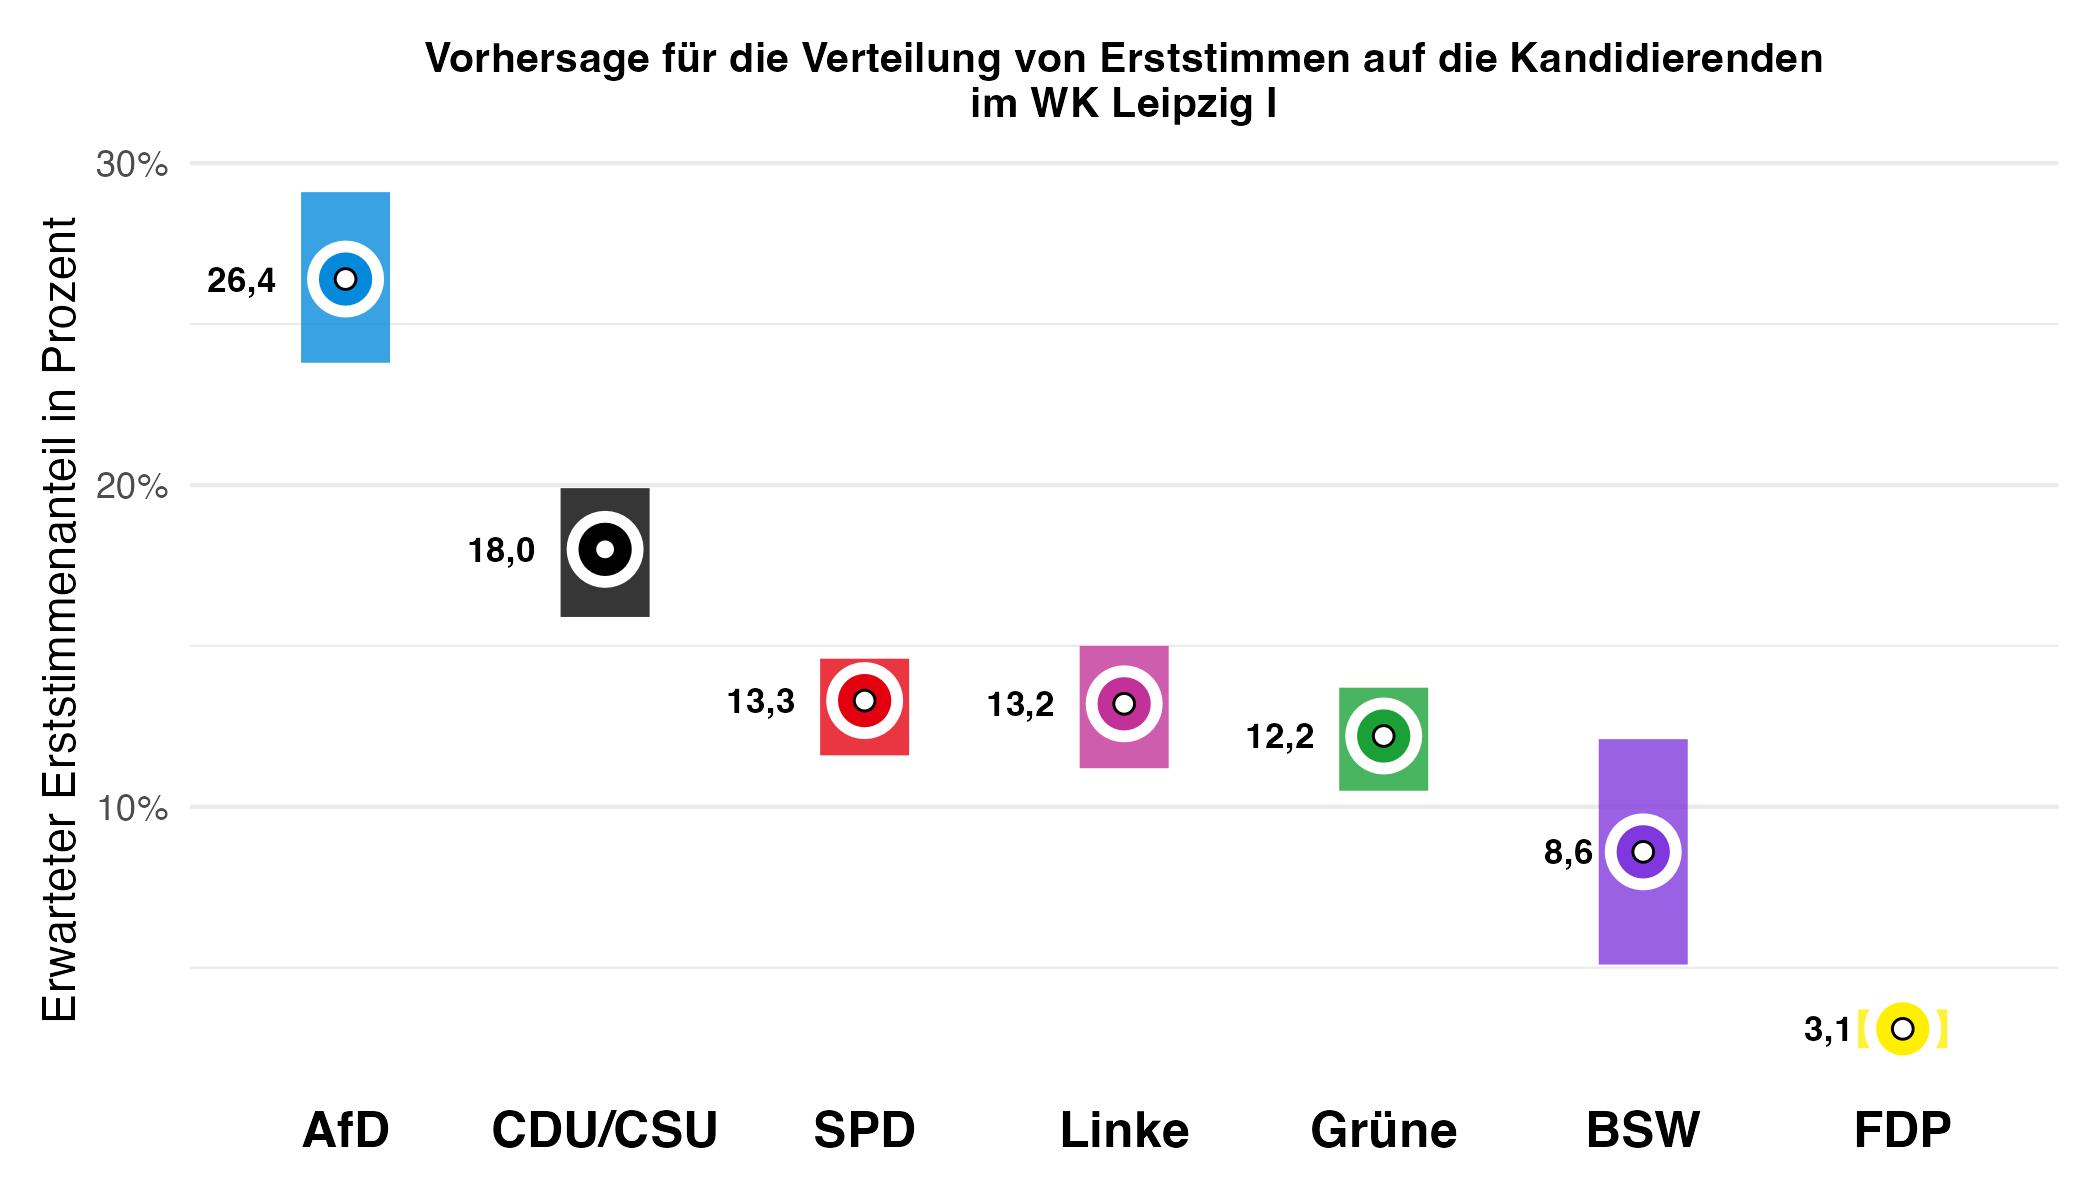 Vorhersage für die Verteilung von Erststimmen auf die Kandidierenden
im WK Leipzig I
Erwarteter Erststimmenanteil in Prozent
30%
20%
10%
26,4
18,0
13,3
13,2
12,2
8,6
3,1
AfD
CDU/CSU
SPD
Linke
Grüne
BSW
FDP